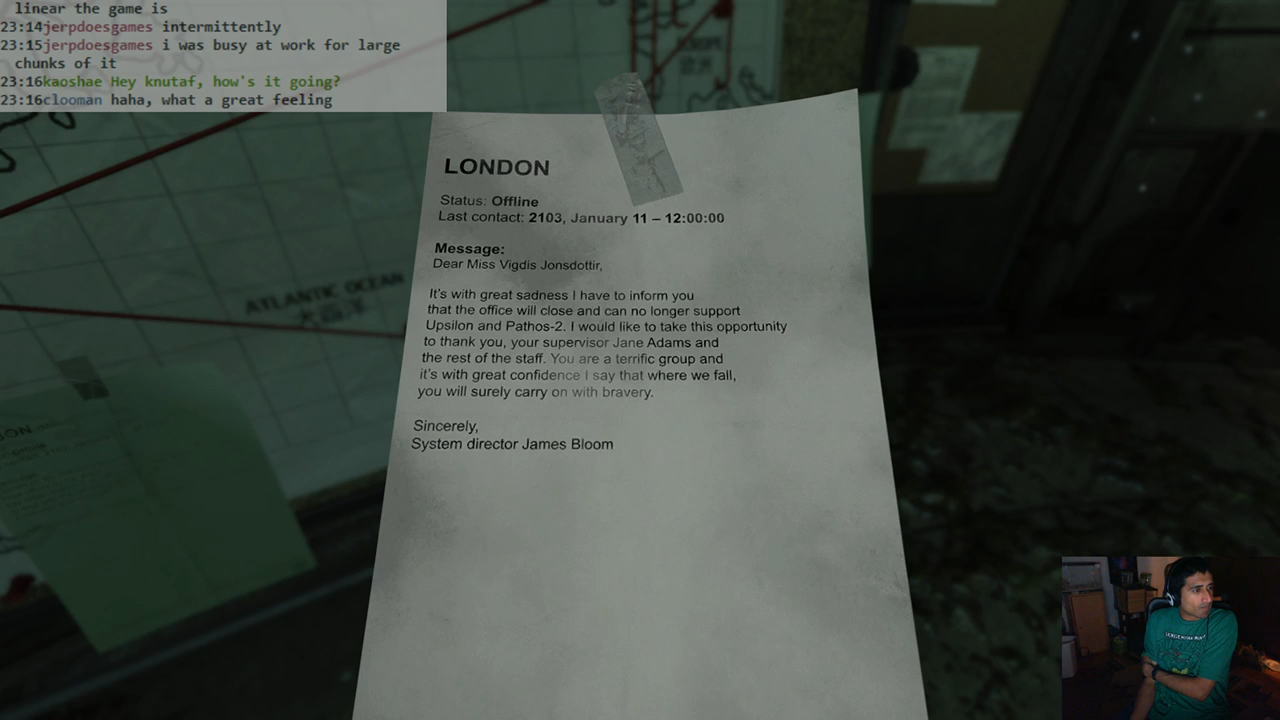 linear the game is
23:14jerpdoesgames intermittently
23:15jerpdoesgames i was busy at work for large
chunks of it
23:16kaoshae Hey knutaf, how's it going?
23:16clooman haha, what a great feeling
LONDON
Status: Offline
Last contact: 2103, January 11 – 12:00:00
Message:
Dear Miss Vigdis Jonsdottir,
It's with great sadness I have to inform you
that the office will close and can no longer support
Upsilon and Pathos-2. I would like to take this opportunity
to thank you, your supervisor Jane Adams and
the rest of the staff. You are a terrific group and
it's with great confidence I say that where we fall,
you will surely carry on with bravery.
Sincerely,
System director James Bloom
ATLANTIC OCEAN
大西洋